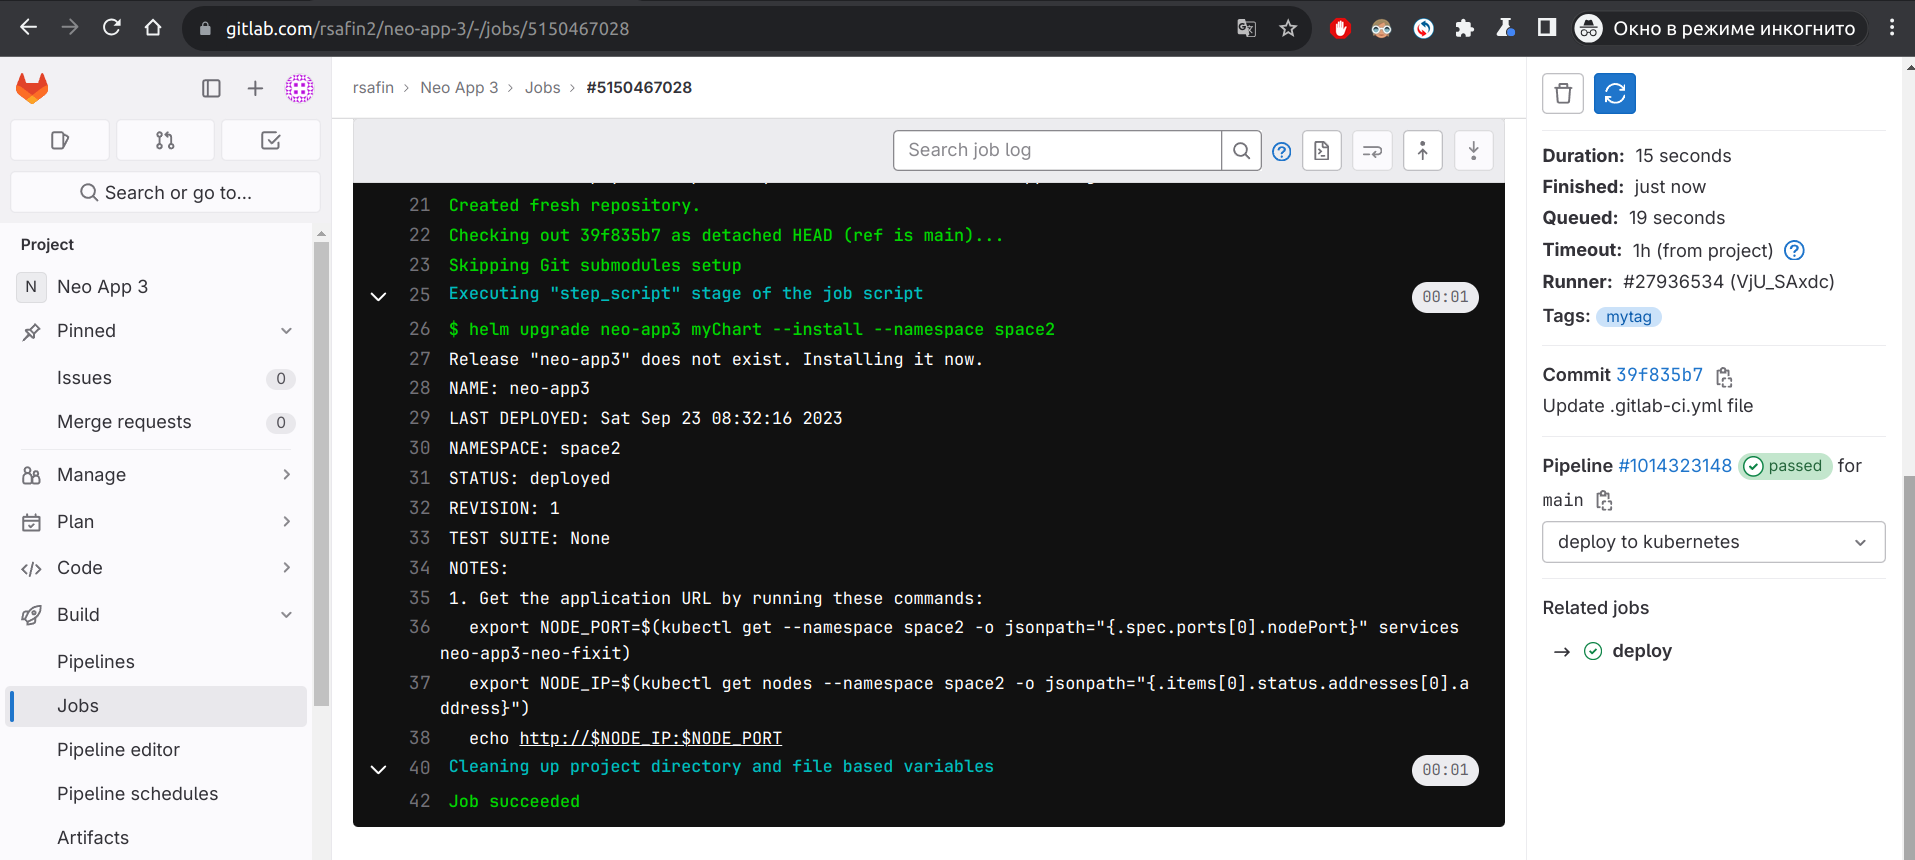 gitlab.com/rsafin2/neo-app-3/-/jobs/5150467028
Окно в режиме инкогнито
Search or go to...
Project
N Neo App 3
Pinned
Issues 0
Merge requests 0
Manage
Plan
Code
Build
Pipelines
Jobs
Pipeline editor
Pipeline schedules
Artifacts
rsafin › Neo App 3 › Jobs › #5150467028
Search job log
21 Created fresh repository.
22 Checking out 39f835b7 as detached HEAD (ref is main)...
23 Skipping Git submodules setup
25 Executing "step_script" stage of the job script 00:01
26 $ helm upgrade neo-app3 myChart --install --namespace space2
27 Release "neo-app3" does not exist. Installing it now.
28 NAME: neo-app3
29 LAST DEPLOYED: Sat Sep 23 08:32:16 2023
30 NAMESPACE: space2
31 STATUS: deployed
32 REVISION: 1
33 TEST SUITE: None
34 NOTES:
35 1. Get the application URL by running these commands:
36 export NODE_PORT=$(kubectl get --namespace space2 -o jsonpath="{.spec.ports[0].nodePort}" services
neo-app3-neo-fixit)
37 export NODE_IP=$(kubectl get nodes --namespace space2 -o jsonpath="{.items[0].status.addresses[0].a
ddress}")
38 echo http://$NODE_IP:$NODE_PORT
40 Cleaning up project directory and file based variables 00:01
42 Job succeeded
Duration: 15 seconds
Finished: just now
Queued: 19 seconds
Timeout: 1h (from project)
Runner: #27936534 (VjU_SAxdc)
Tags: mytag
Commit 39f835b7
Update .gitlab-ci.yml file
Pipeline #1014323148 passed for
main
deploy to kubernetes
Related jobs
→ deploy